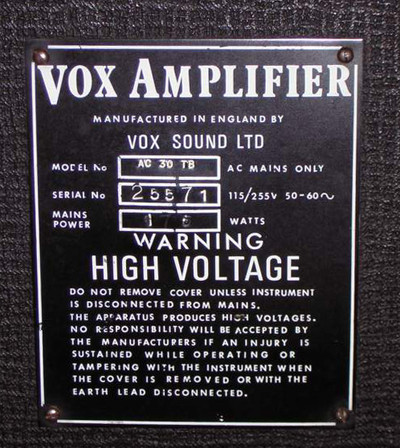 VOX AMPLIFIER
MANUFACTURED IN ENGLAND BY
VOX SOUND LTD
MODEL No AC 30 TB AC MAINS ONLY
SERIAL No 25571 115/255V 50-60~
MAINS POWER WATTS
WARNING
HIGH VOLTAGE
DO NOT REMOVE COVER UNLESS INSTRUMENT
IS DISCONNECTED FROM MAINS.
THE APPARATUS PRODUCES HIGH VOLTAGES.
NO RESPONSIBILITY WILL BE ACCEPTED BY
THE MANUFACTURERS IF AN INJURY IS
SUSTAINED WHILE OPERATING OR
TAMPERING WITH THE INSTRUMENT WHEN
THE COVER IS REMOVED OR WITH THE
EARTH LEAD DISCONNECTED.